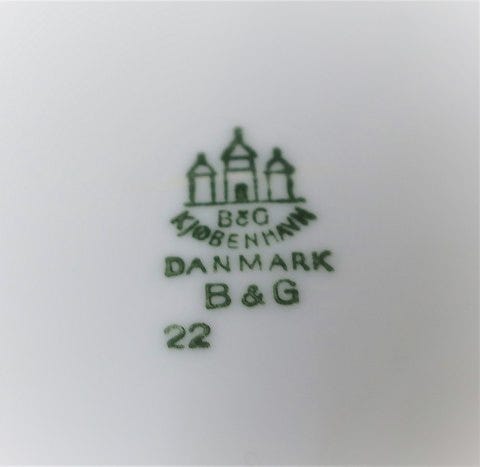 B&G
KJØBENHAVN
DANMARK
B & G
22